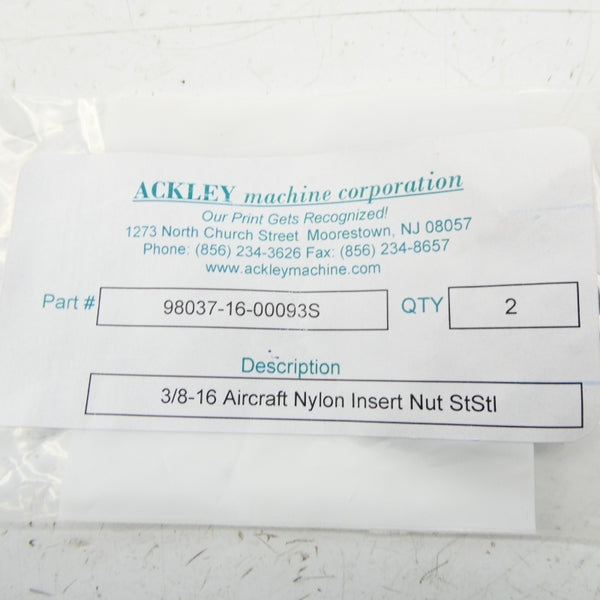 ACKLEY machine corporation
Our Print Gets Recognized!
1273 North Church Street Moorestown, NJ 08057
Phone: (856) 234-3626 Fax: (856) 234-8657
www.ackleymachine.com
Part # 98037-16-00093S QTY 2
Description
3/8-16 Aircraft Nylon Insert Nut StStl